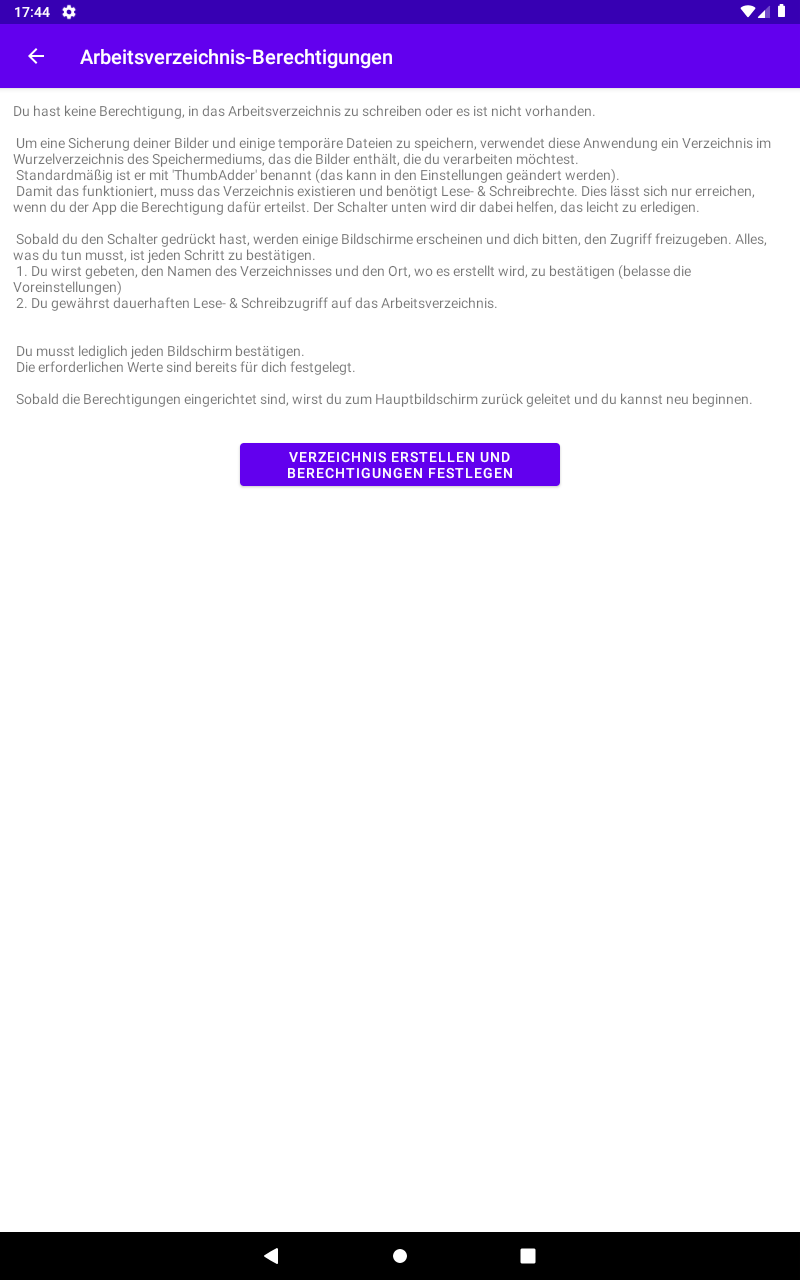 17:44
Arbeitsverzeichnis-Berechtigungen
Du hast keine Berechtigung, in das Arbeitsverzeichnis zu schreiben oder es ist nicht vorhanden.
Um eine Sicherung deiner Bilder und einige temporäre Dateien zu speichern, verwendet diese Anwendung ein Verzeichnis im
Wurzelverzeichnis des Speichermediums, das die Bilder enthält, die du verarbeiten möchtest.
Standardmäßig ist er mit 'ThumbAdder' benannt (das kann in den Einstellungen geändert werden).
Damit das funktioniert, muss das Verzeichnis existieren und benötigt Lese- & Schreibrechte. Dies lässt sich nur erreichen,
wenn du der App die Berechtigung dafür erteilst. Der Schalter unten wird dir dabei helfen, das leicht zu erledigen.
Sobald du den Schalter gedrückt hast, werden einige Bildschirme erscheinen und dich bitten, den Zugriff freizugeben. Alles,
was du tun musst, ist jeden Schritt zu bestätigen.
1. Du wirst gebeten, den Namen des Verzeichnisses und den Ort, wo es erstellt wird, zu bestätigen (belasse die
Voreinstellungen)
2. Du gewährst dauerhaften Lese- & Schreibzugriff auf das Arbeitsverzeichnis.
Du musst lediglich jeden Bildschirm bestätigen.
Die erforderlichen Werte sind bereits für dich festgelegt.
Sobald die Berechtigungen eingerichtet sind, wirst du zum Hauptbildschirm zurück geleitet und du kannst neu beginnen.
VERZEICHNIS ERSTELLEN UND
BERECHTIGUNGEN FESTLEGEN